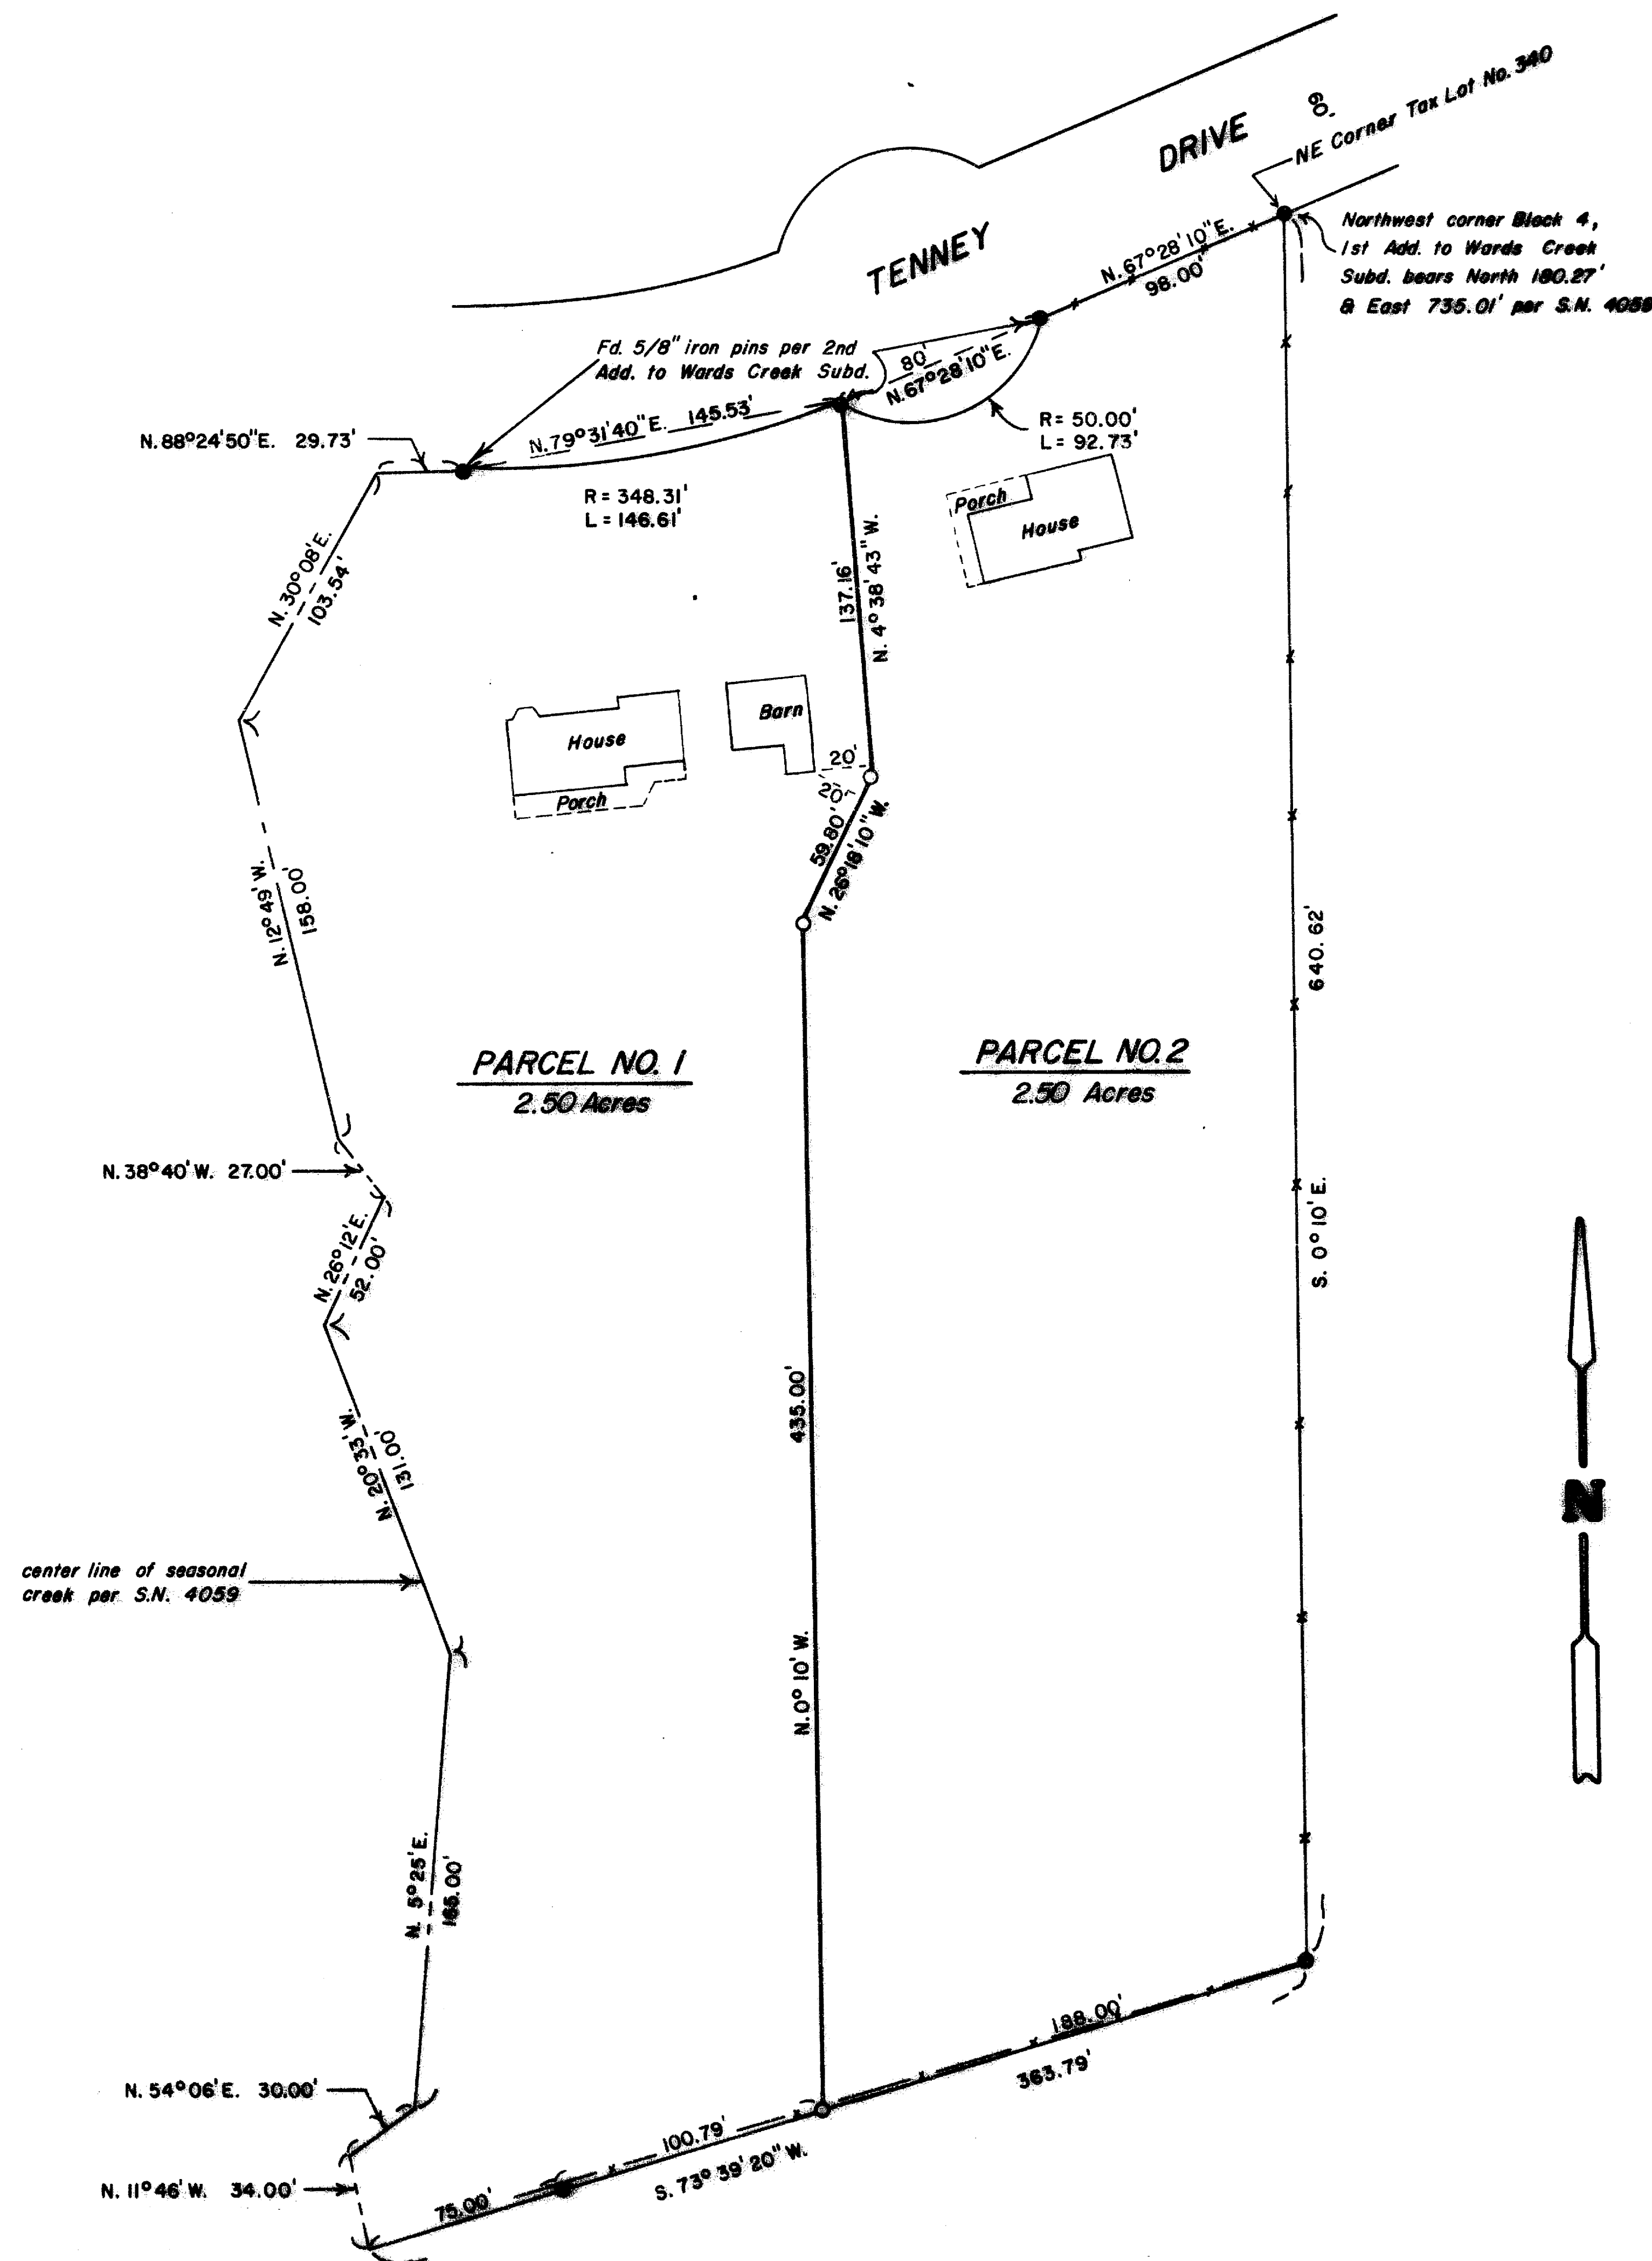 NE Corner Tax Lot No. 340
60'
DRIVE
TENNEY
Northwest corner Block 4,
1st Add. to Wards Creek
Subd. bears North 180.27'
& East 735.01' per S.N. 4059
N. 67°28'10"E.
98.00'
Fd. 5/8" iron pins per 2nd
Add. to Wards Creek Subd.
80'
N. 67°28'10"E.
R = 50.00'
L = 92.73'
N. 79°31'40"E. 145.53'
N. 88°24'50"E. 29.73'
R = 348.31'
L = 146.61'
Porch
House
137.16'
N. 4°38'43"W.
N. 30°08'E.
103.54'
Barn
House
Porch
20'
20'
59.80'
N. 26°18'10"W.
N. 12°49'W.
158.00'
640.62'
S. 0°10'E.
PARCEL NO. 1
2.50 Acres
PARCEL NO. 2
2.50 Acres
N. 38°40'W. 27.00'
N. 26°12'E.
52.00'
435.00'
N. 0°10'W.
N. 20°33'W.
131.00'
N
center line of seasonal
creek per S.N. 4059
N. 5°25'E.
165.00'
188.00'
363.79'
N. 54°06'E. 30.00'
100.79'
S. 73°39'20"W.
N. 11°46'W. 34.00'
75.00'